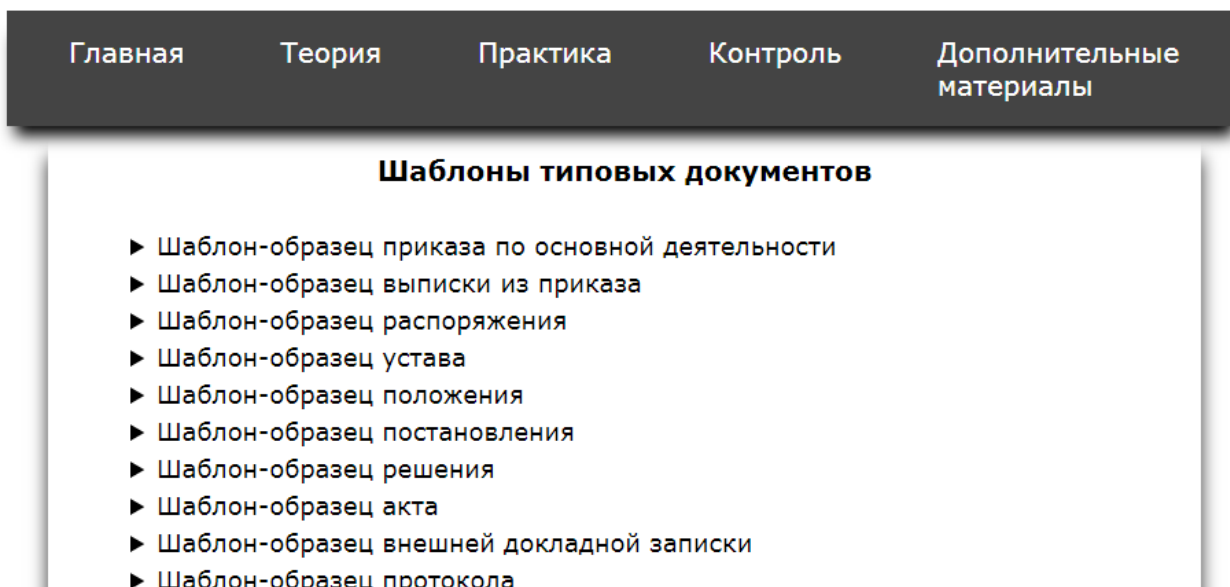 Главная Теория Практика Контроль Дополнительные
материалы
Шаблоны типовых документов
Шаблон-образец приказа по основной деятельности
Шаблон-образец выписки из приказа
Шаблон-образец распоряжения
Шаблон-образец устава
Шаблон-образец положения
Шаблон-образец постановления
Шаблон-образец решения
Шаблон-образец акта
Шаблон-образец внешней докладной записки
Шаблон-образец протокола